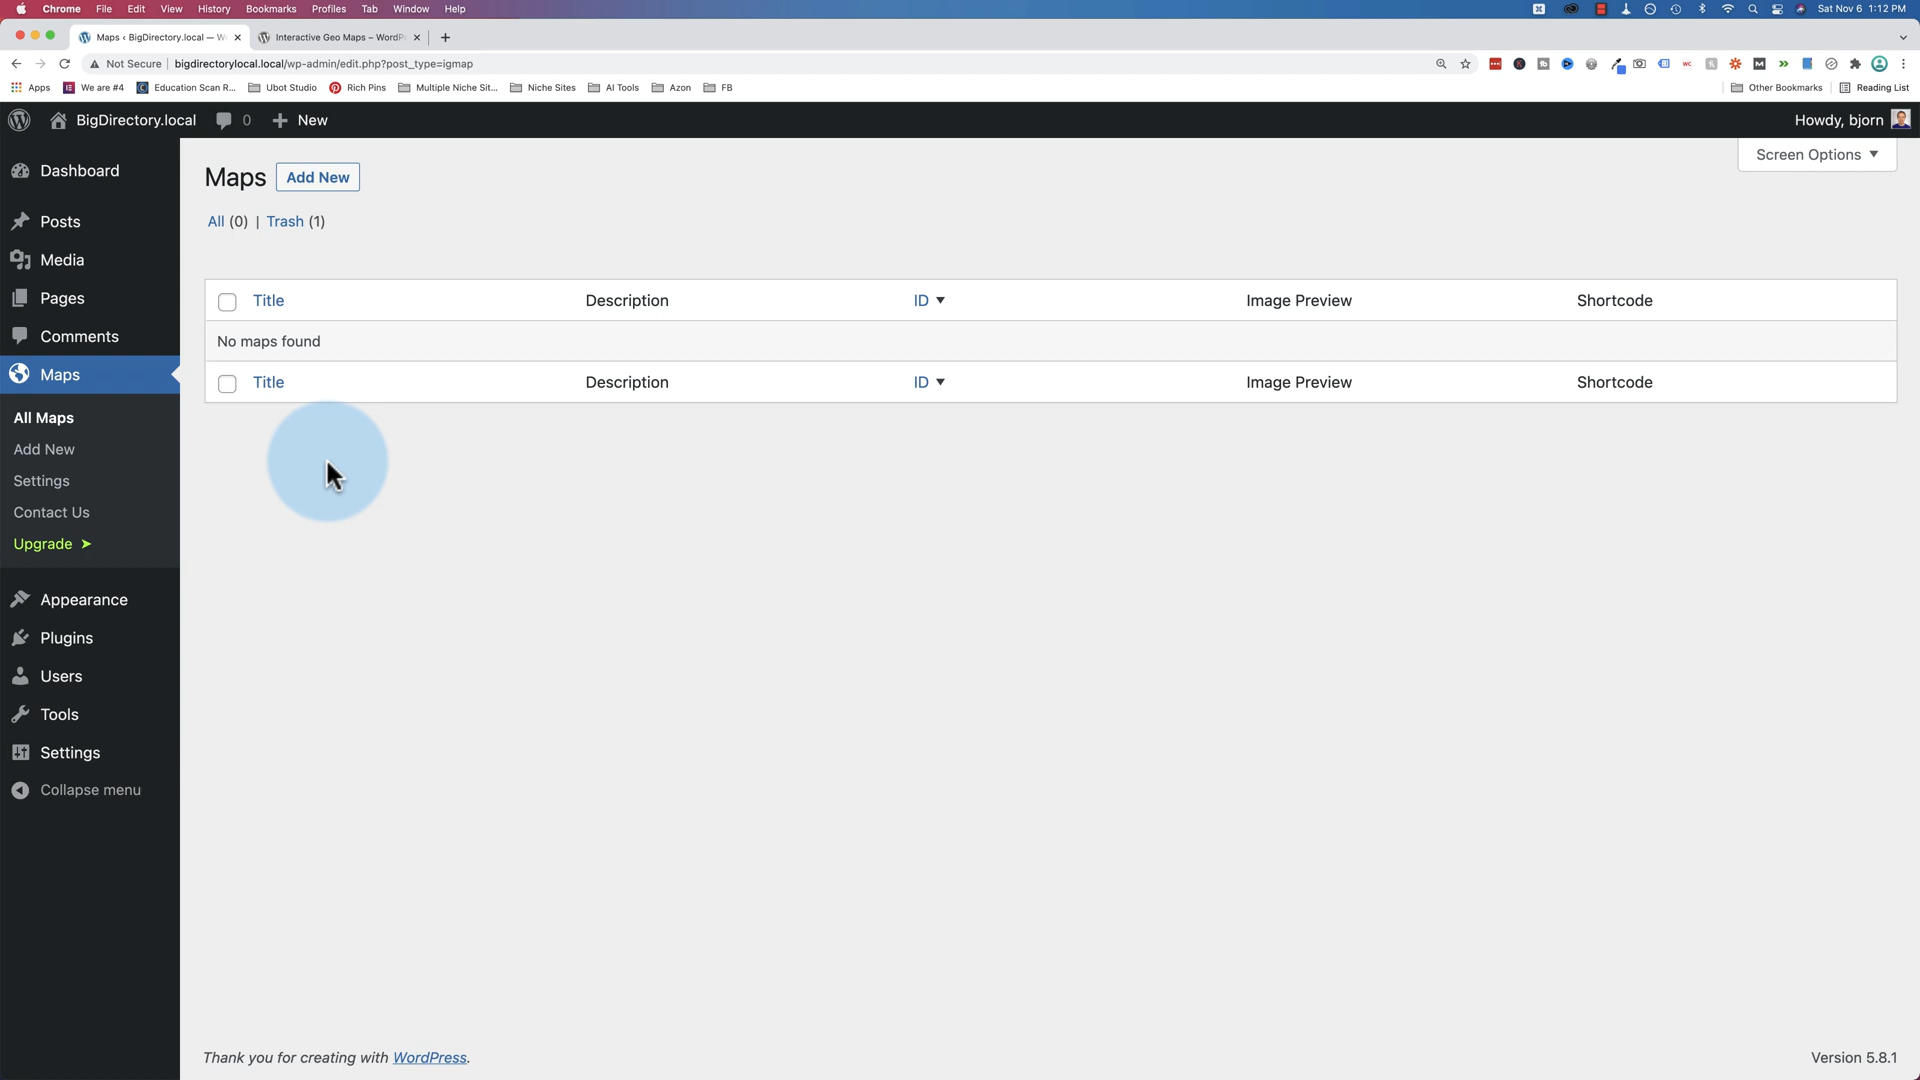 Chrome File Edit View History Bookmarks Profiles Tab Window Help Sat Nov 6 1:12 PM
Maps ‹ BigDirectory.local — W Interactive Geo Maps – WordP
Not Secure | bigdirectorylocal.local/wp-admin/edit.php?post_type=igmap
Apps We are #4 Education Scan R... Ubot Studio Rich Pins Multiple Niche Sit... Niche Sites AI Tools Azon FB Other Bookmarks Reading List
BigDirectory.local 0 + New Howdy, bjorn
Screen Options ▼
Maps Add New
All (0) | Trash (1)
Title Description ID ▼ Image Preview Shortcode
No maps found
Title Description ID ▼ Image Preview Shortcode
Dashboard
Posts
Media
Pages
Comments
Maps
All Maps
Add New
Settings
Contact Us
Upgrade ➤
Appearance
Plugins
Users
Tools
Settings
Collapse menu
Thank you for creating with WordPress. Version 5.8.1